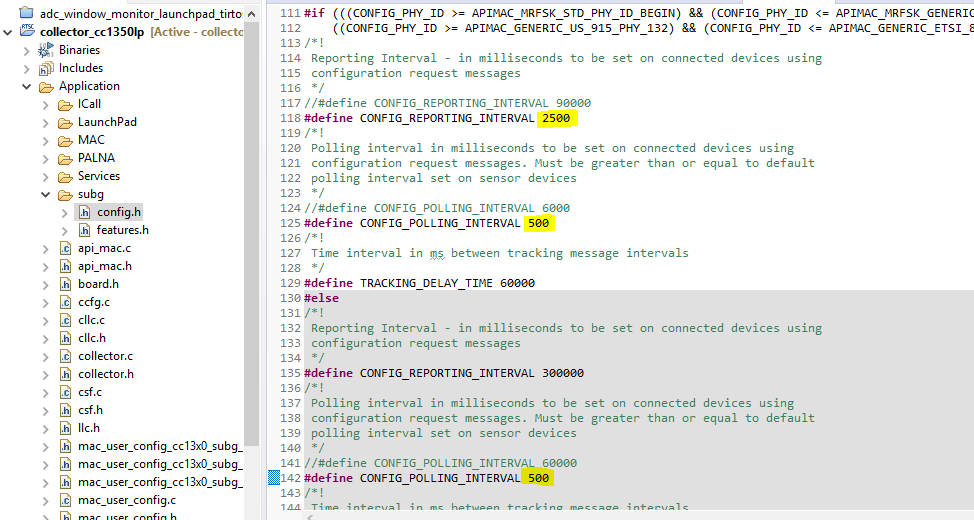 adc_window_monitor_launchpad_tirto
collector_cc1350lp [Active - collecto
Binaries
Includes
Application
ICall
LaunchPad
MAC
PALNA
Services
subg
config.h
features.h
api_mac.c
api_mac.h
board.h
ccfg.c
cllc.c
cllc.h
collector.c
collector.h
csf.c
csf.h
llc.h
mac_user_config_cc13x0_subg_
mac_user_config_cc13x0_subg_
mac_user_config_cc13x0_subg_
mac_user_config.c
mac_user_config.h
111 #if (((CONFIG_PHY_ID >= APIMAC_MRFSK_STD_PHY_ID_BEGIN) && (CONFIG_PHY_ID <= APIMAC_MRFSK_GENERIC
112 ((CONFIG_PHY_ID >= APIMAC_GENERIC_US_915_PHY_132) && (CONFIG_PHY_ID <= APIMAC_GENERIC_ETSI_8
113 /*!
114 Reporting Interval - in milliseconds to be set on connected devices using
115 configuration request messages
116 */
117 //#define CONFIG_REPORTING_INTERVAL 90000
118 #define CONFIG_REPORTING_INTERVAL 2500
119 /*!
120 Polling interval in milliseconds to be set on connected devices using
121 configuration request messages. Must be greater than or equal to default
122 polling interval set on sensor devices
123 */
124 //#define CONFIG_POLLING_INTERVAL 6000
125 #define CONFIG_POLLING_INTERVAL 500
126 /*!
127 Time interval in ms between tracking message intervals
128 */
129 #define TRACKING_DELAY_TIME 60000
130 #else
131 /*!
132 Reporting Interval - in milliseconds to be set on connected devices using
133 configuration request messages
134 */
135 #define CONFIG_REPORTING_INTERVAL 300000
136 /*!
137 Polling interval in milliseconds to be set on connected devices using
138 configuration request messages. Must be greater than or equal to default
139 polling interval set on sensor devices
140 */
141 //#define CONFIG_POLLING_INTERVAL 60000
142 #define CONFIG_POLLING_INTERVAL 500
143 /*!
144 Time interval in ms between tracking message intervals